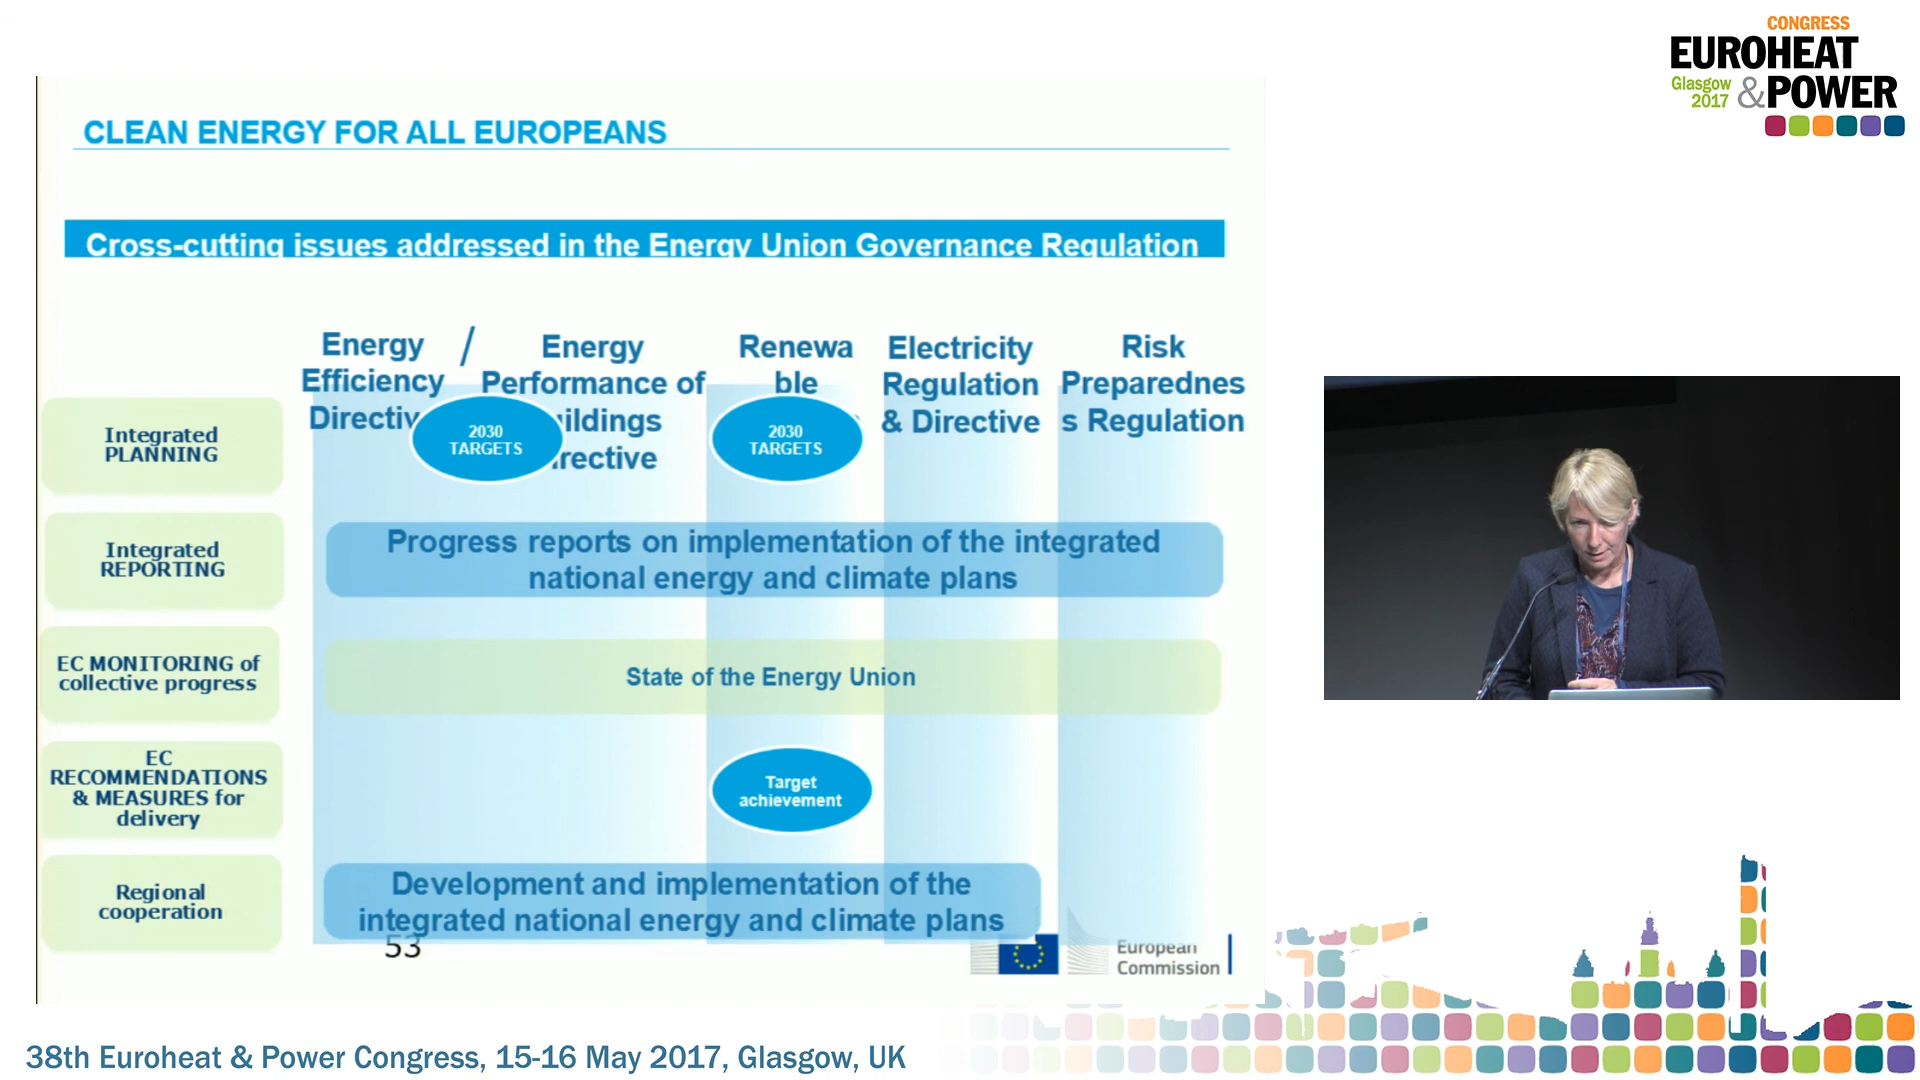 CONGRESS
EUROHEAT
Glasgow
2017
&POWER
CLEAN ENERGY FOR ALL EUROPEANS
Cross-cutting issues addressed in the Energy Union Governance Regulation
Energy
Efficiency
Directiv
/
Energy
Performance of
ildings
irective
Renewa
ble
Electricity
Regulation
& Directive
Risk
Preparednes
s Regulation
Integrated
PLANNING
2030
TARGETS
2030
TARGETS
Integrated
REPORTING
Progress reports on implementation of the integrated
national energy and climate plans
EC MONITORING of
collective progress
State of the Energy Union
EC
RECOMMENDATIONS
& MEASURES for
delivery
Target
achievement
Regional
cooperation
Development and implementation of the
integrated national energy and climate plans
53
European
Commission
38th Euroheat & Power Congress, 15-16 May 2017, Glasgow, UK